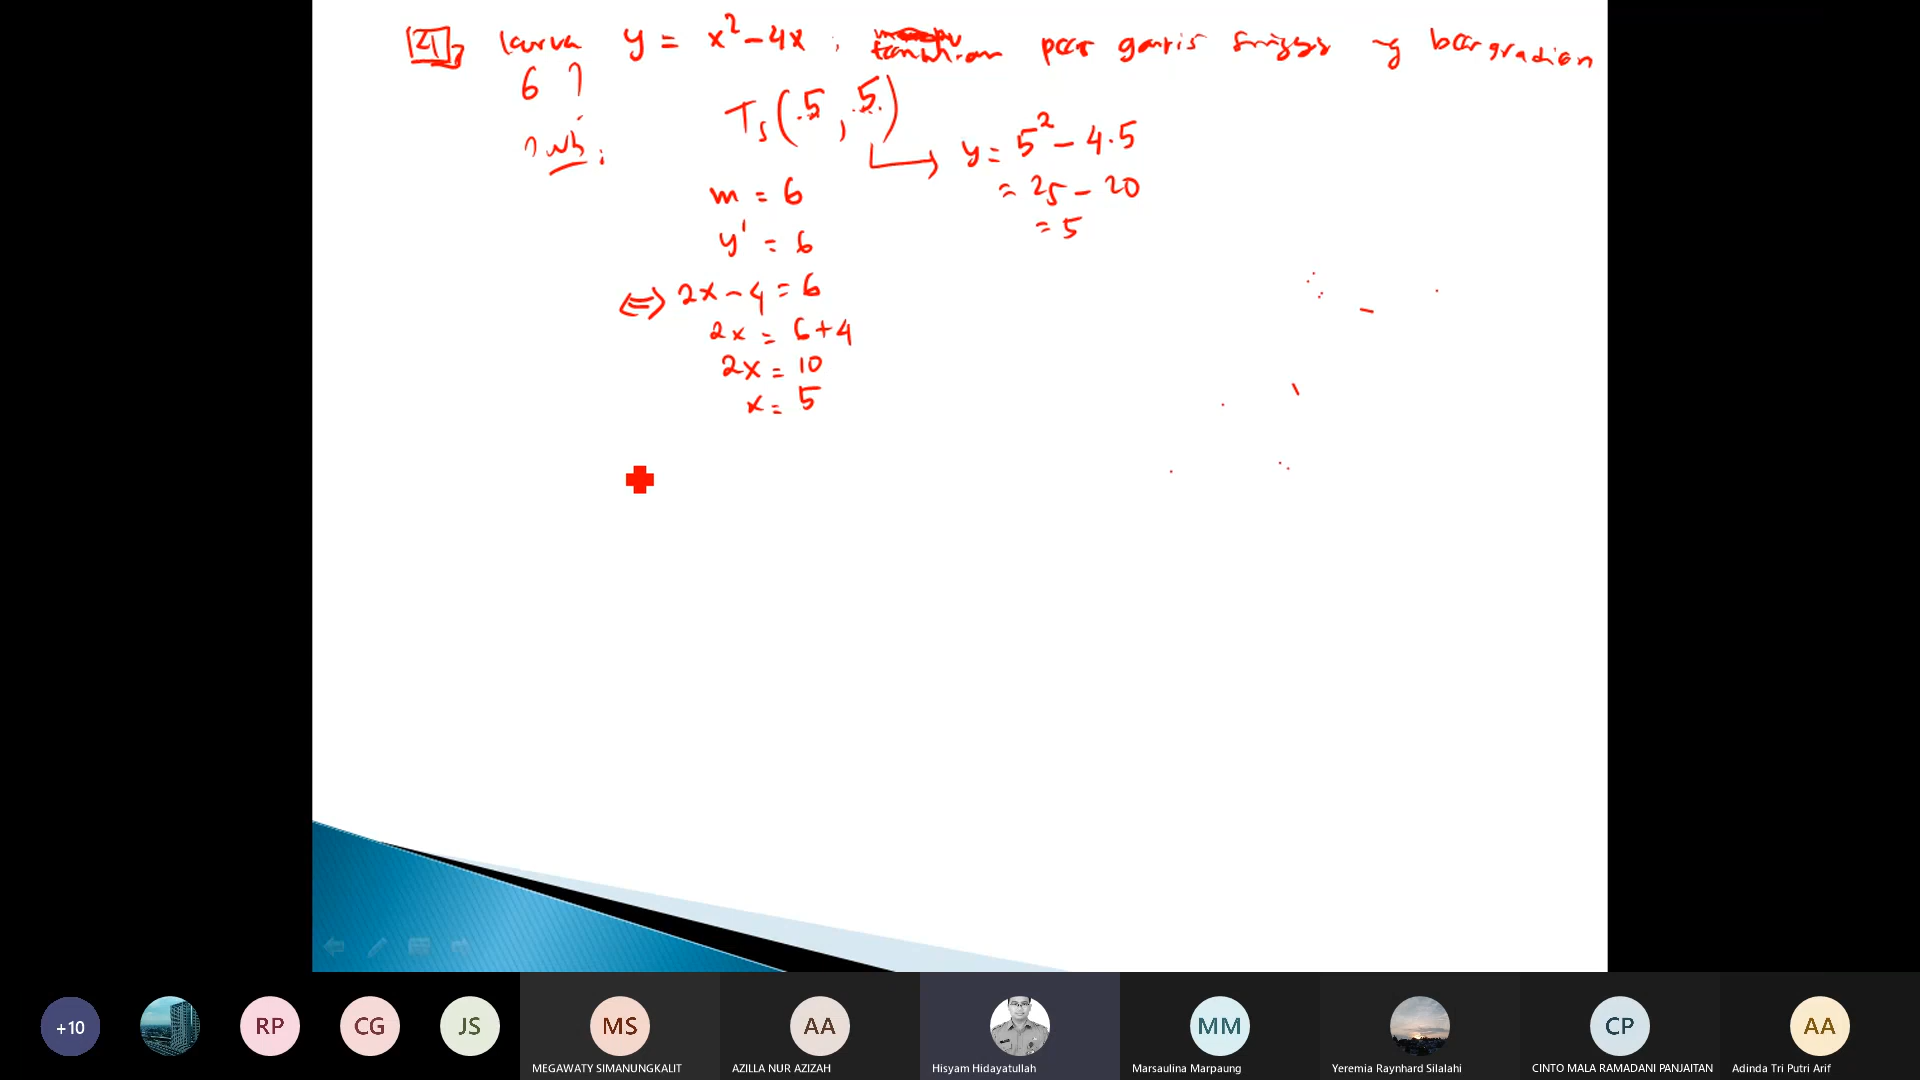 21, kurva y = x² - 4x ; tentukan pers garis singgung yg bergradien
6 ?
Jwb:
Ts (5, 5)
y = 5² - 4.5
= 25 - 20
= 5
m = 6
y' = 6
⇔ 2x - 4 = 6
2x = 6+4
2x = 10
x = 5
+10
RP
CG
JS
MS
AA
MM
CP
AA
MEGAWATY SIMANUNGKALIT
AZILLA NUR AZIZAH
Hisyam Hidayatullah
Marsaulina Marpaung
Yeremia Raynhard Silalahi
CINTO MALA RAMADANI PANJAITAN
Adinda Tri Putri Arif